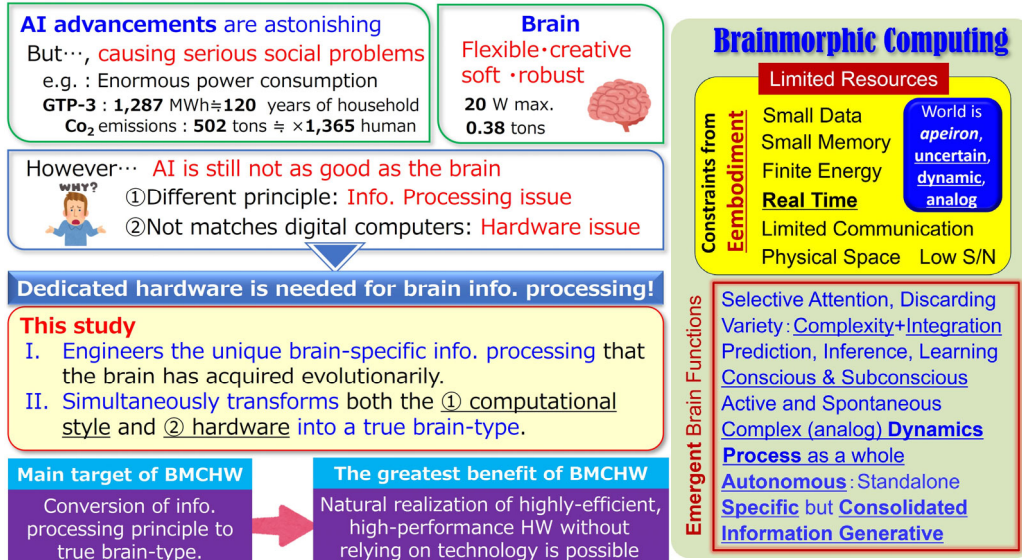 AI advancements are astonishing
But…, causing serious social problems
e.g. : Enormous power consumption
GTP-3 : 1,287 MWh≒120 years of household
Co₂ emissions : 502 tons ≒ ×1,365 human
Brain
Flexible･creative
soft ･robust
20 W max.
0.38 tons
However… AI is still not as good as the brain
WHY?
①Different principle: Info. Processing issue
②Not matches digital computers: Hardware issue
Dedicated hardware is needed for brain info. processing!
This study
I. Engineers the unique brain-specific info. processing that
the brain has acquired evolutionarily.
II. Simultaneously transforms both the ① computational
style and ② hardware into a true brain-type.
Main target of BMCHW
Conversion of info.
processing principle to
true brain-type.
The greatest benefit of BMCHW
Natural realization of highly-efficient,
high-performance HW without
relying on technology is possible
Brainmorphic Computing
Limited Resources
Constraints from
Eembodiment
Small Data
Small Memory
Finite Energy
Real Time
Limited Communication
Physical Space Low S/N
World is
apeiron,
uncertain,
dynamic,
analog
Emergent Brain Functions
Selective Attention, Discarding
Variety：Complexity+Integration
Prediction, Inference, Learning
Conscious & Subconscious
Active and Spontaneous
Complex (analog) Dynamics
Process as a whole
Autonomous：Standalone
Specific but Consolidated
Information Generative